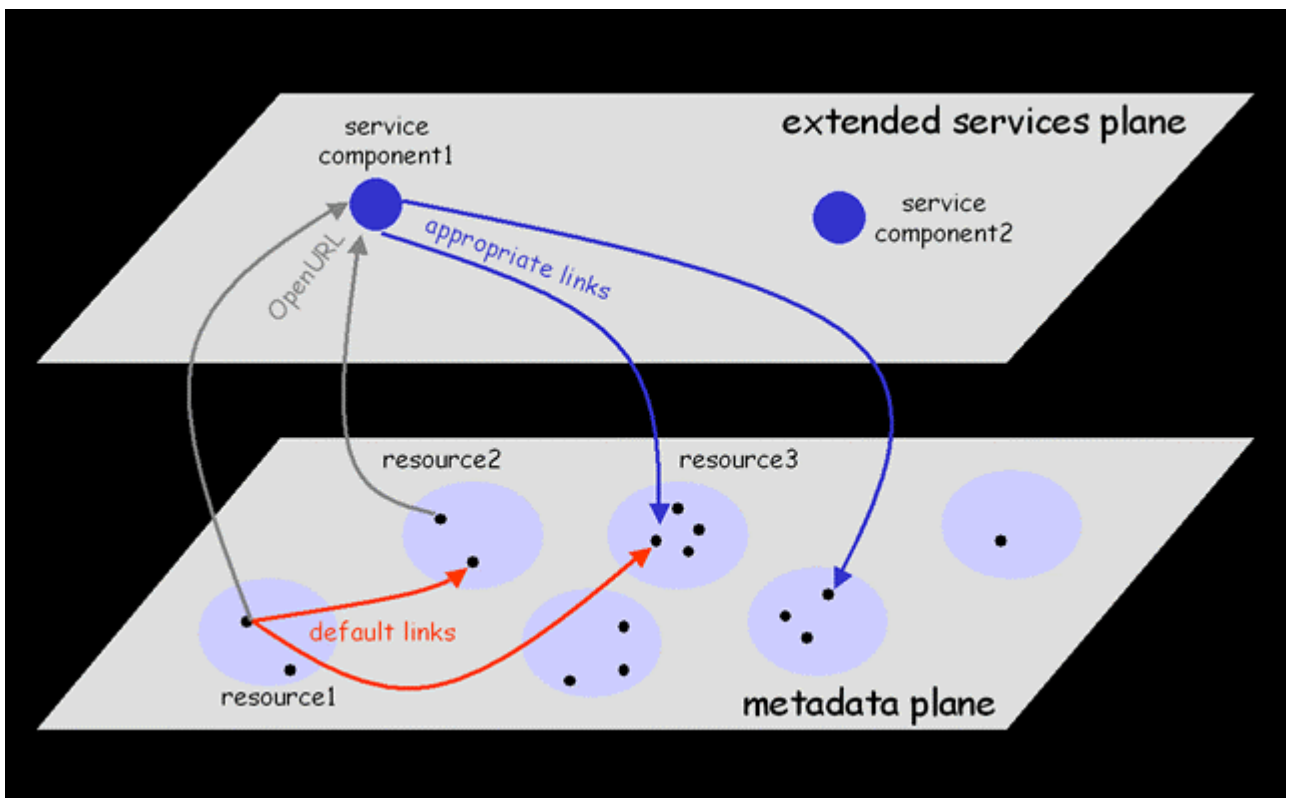 extended services plane
service
component1
service
component2
appropriate links
OpenURL
resource2
resource3
default links
resource1
metadata plane